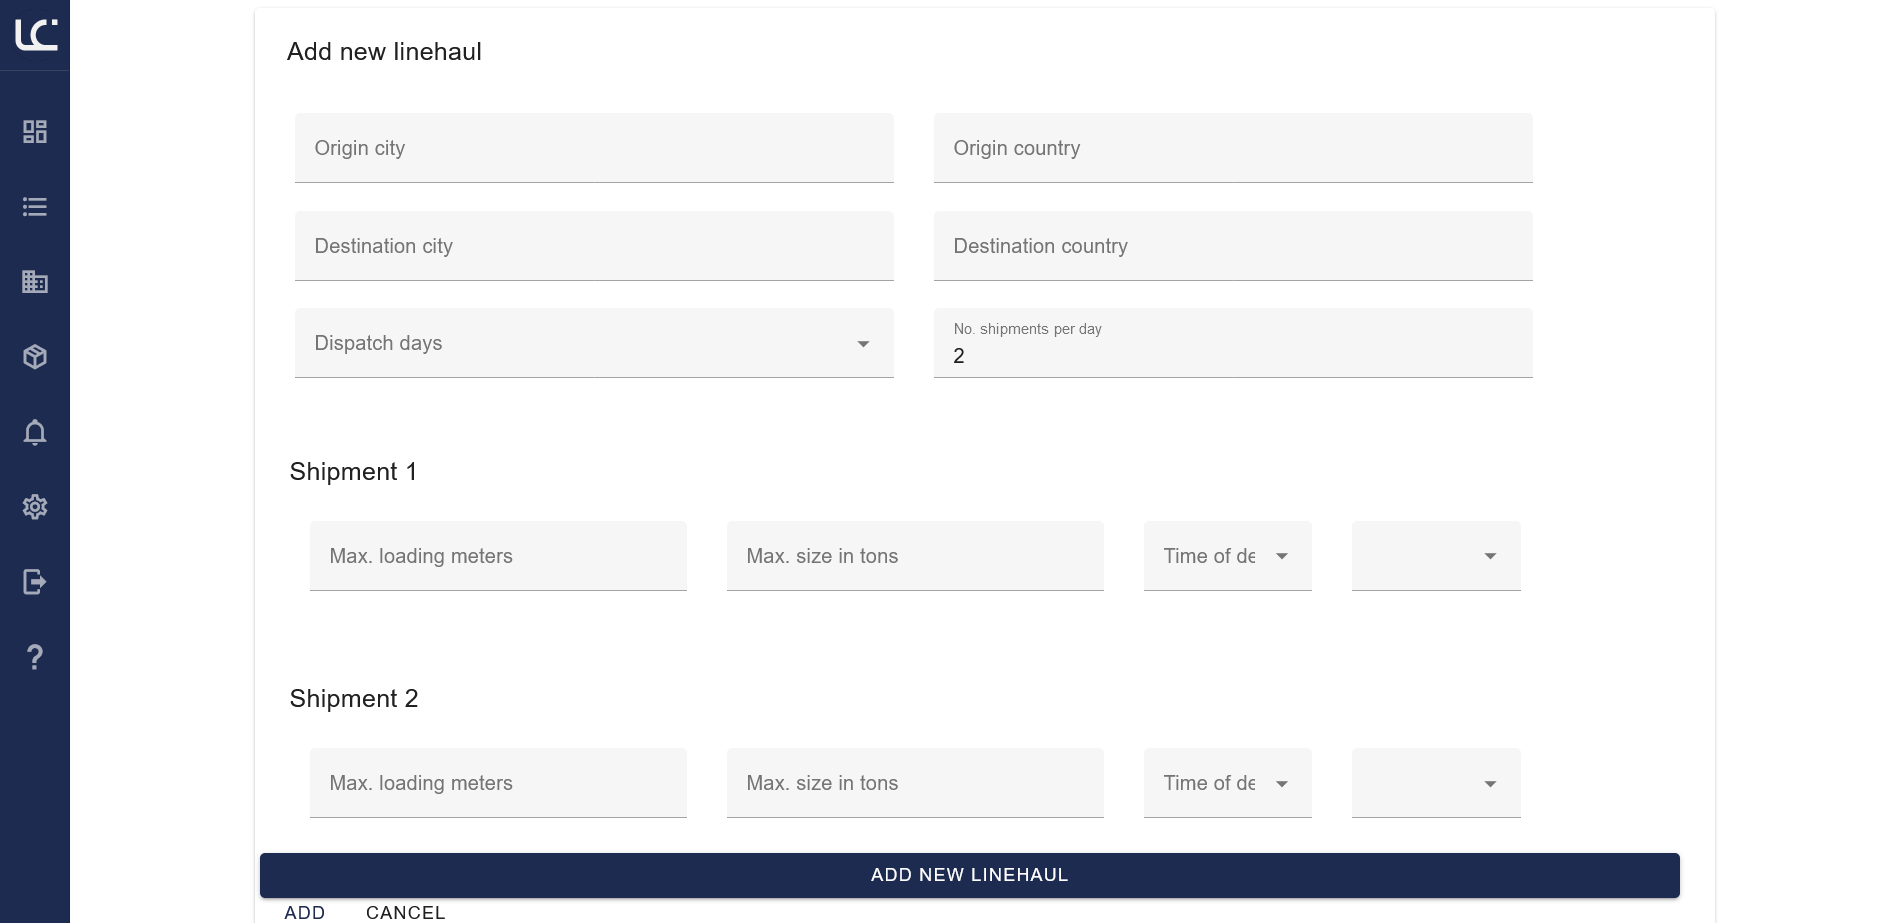 LC
Add new linehaul
Origin city
Origin country
Destination city
Destination country
Dispatch days
No. shipments per day
2
Shipment 1
Max. loading meters
Max. size in tons
Time of de
Shipment 2
Max. loading meters
Max. size in tons
Time of de
ADD NEW LINEHAUL
ADD
CANCEL